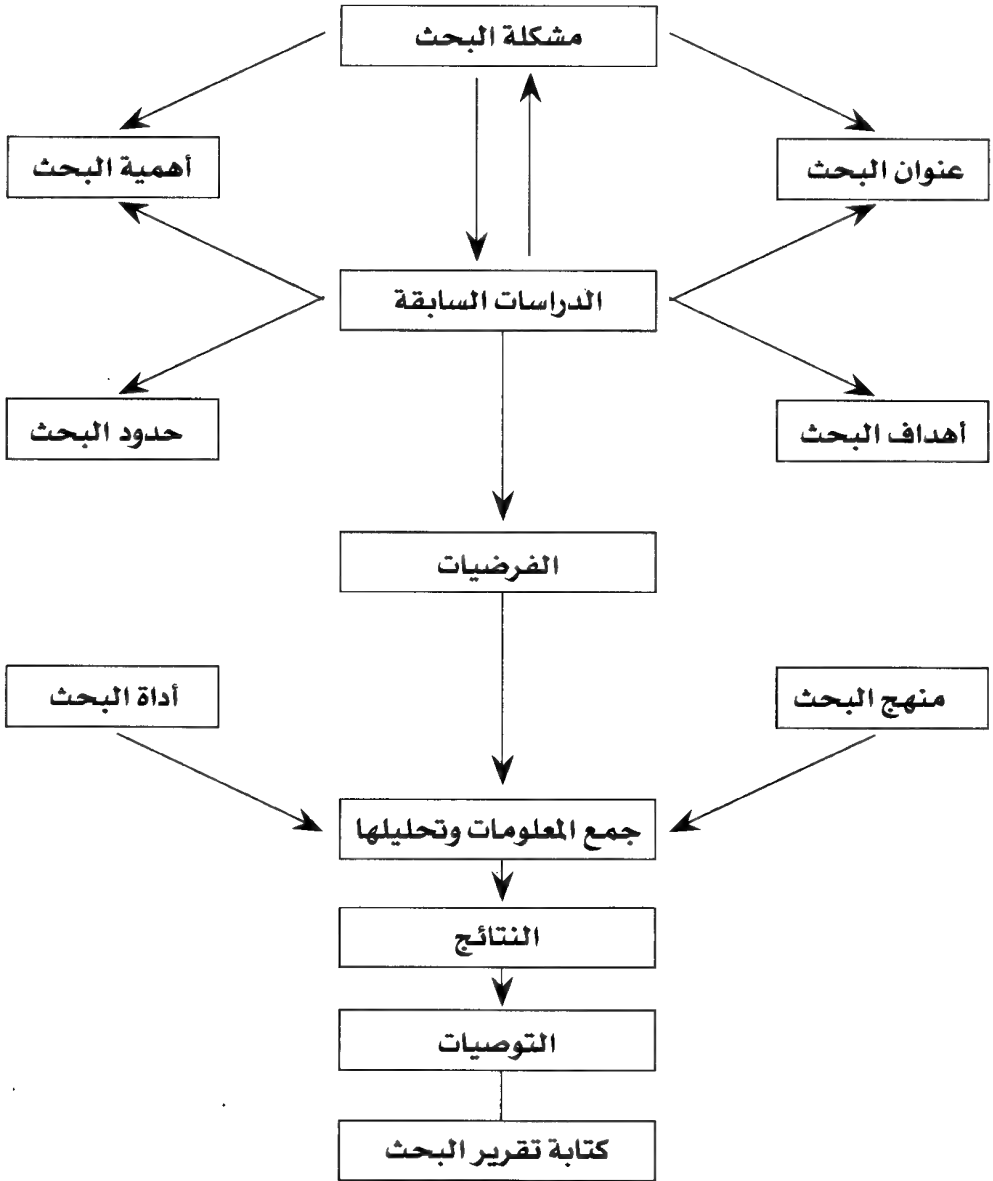 مشكلة البحث
عنوان البحث
أهمية البحث
الدراسات السابقة
أهداف البحث
حدود البحث
الفرضيات
منهج البحث
أداة البحث
جمع المعلومات وتحليلها
النتائج
التوصيات
كتابة تقرير البحث